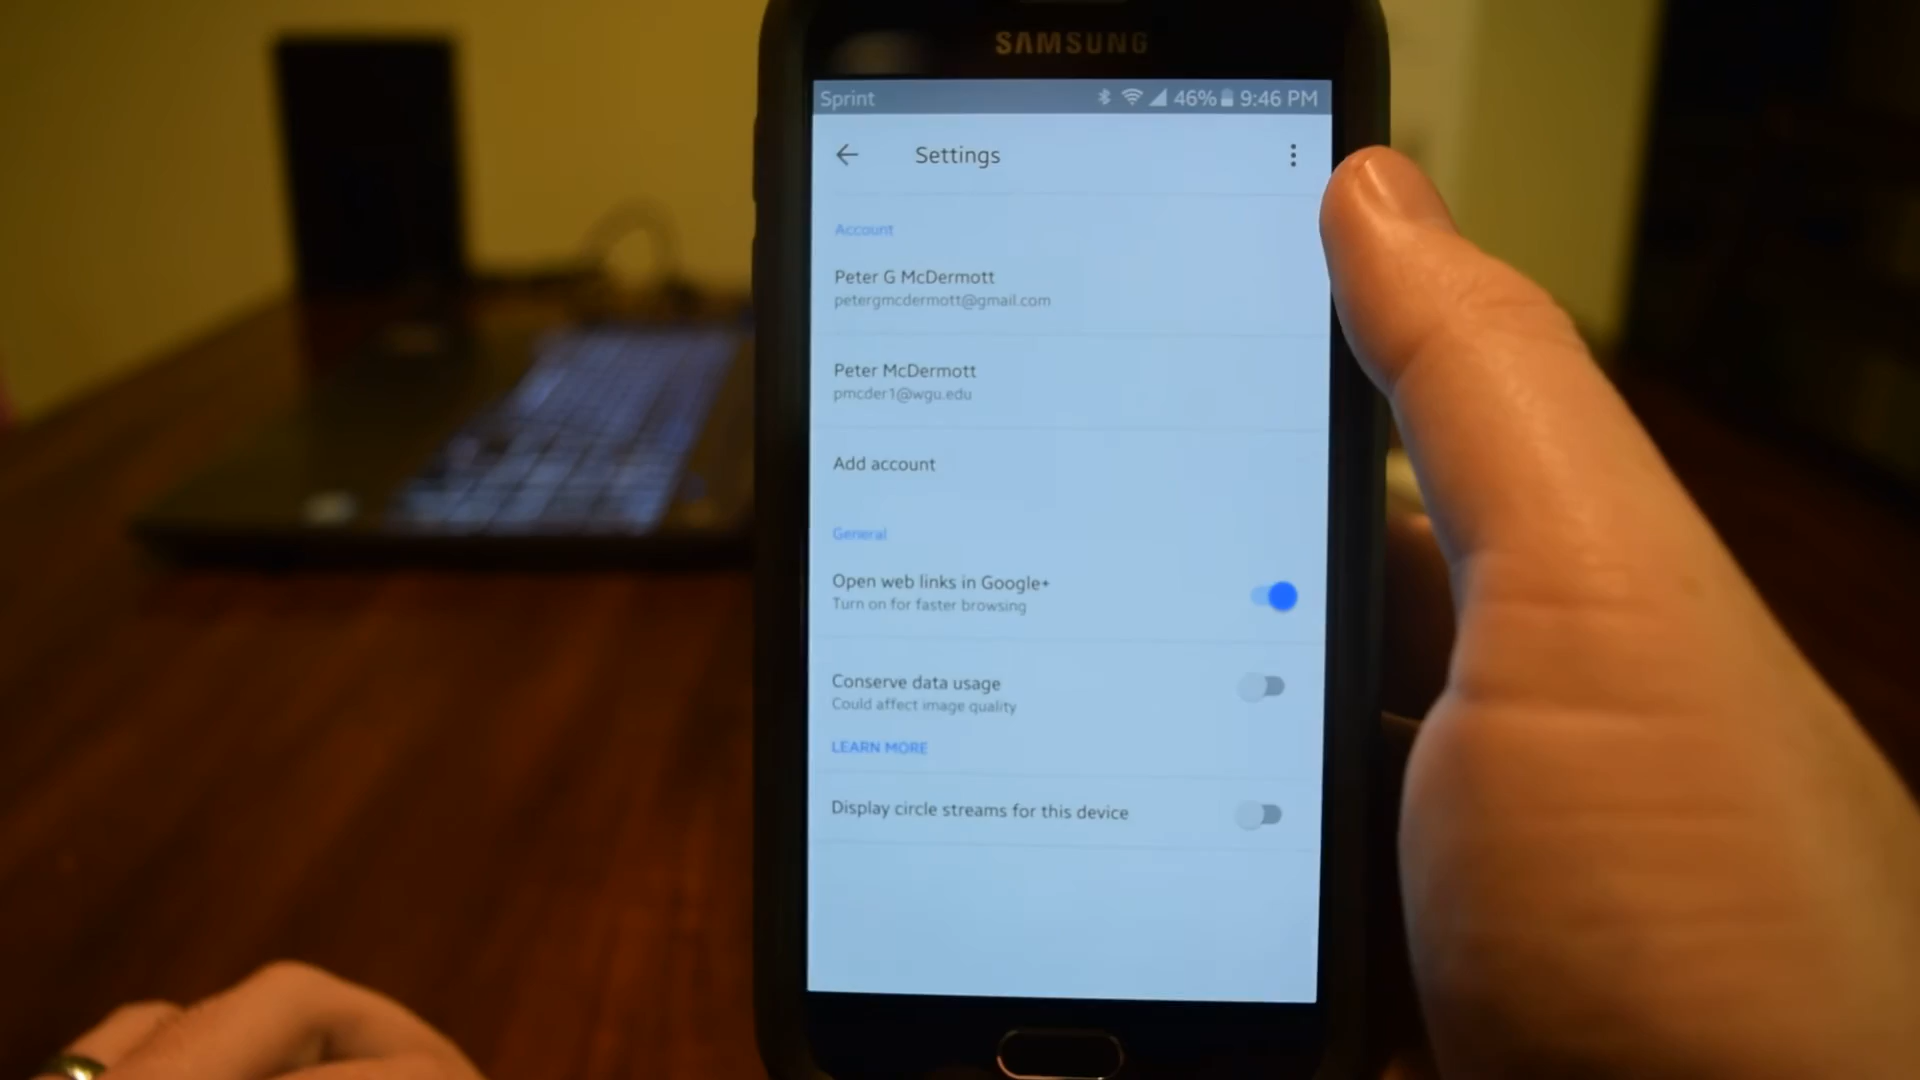 SAMSUNG
Sprint 46% 9:46 PM
Settings
Account
Peter G McDermott
petergmcdermott@gmail.com
Peter McDermott
pmcder1@wgu.edu
Add account
General
Open web links in Google+
Turn on for faster browsing
Conserve data usage
Could affect image quality
LEARN MORE
Display circle streams for this device